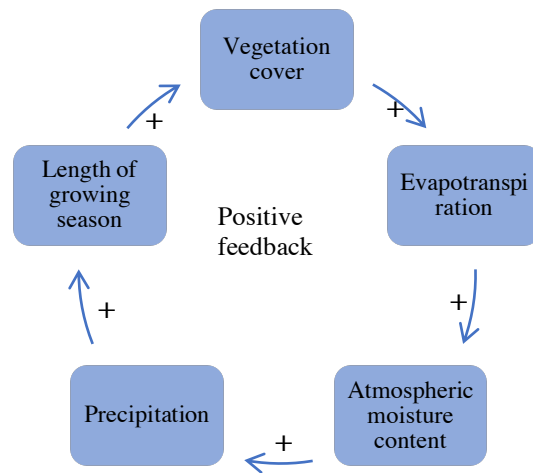 Vegetation
cover
+
+
Length of
growing
season
Evapotranspi
ration
Positive
feedback
+
+
Precipitation
Atmospheric
moisture
content
+